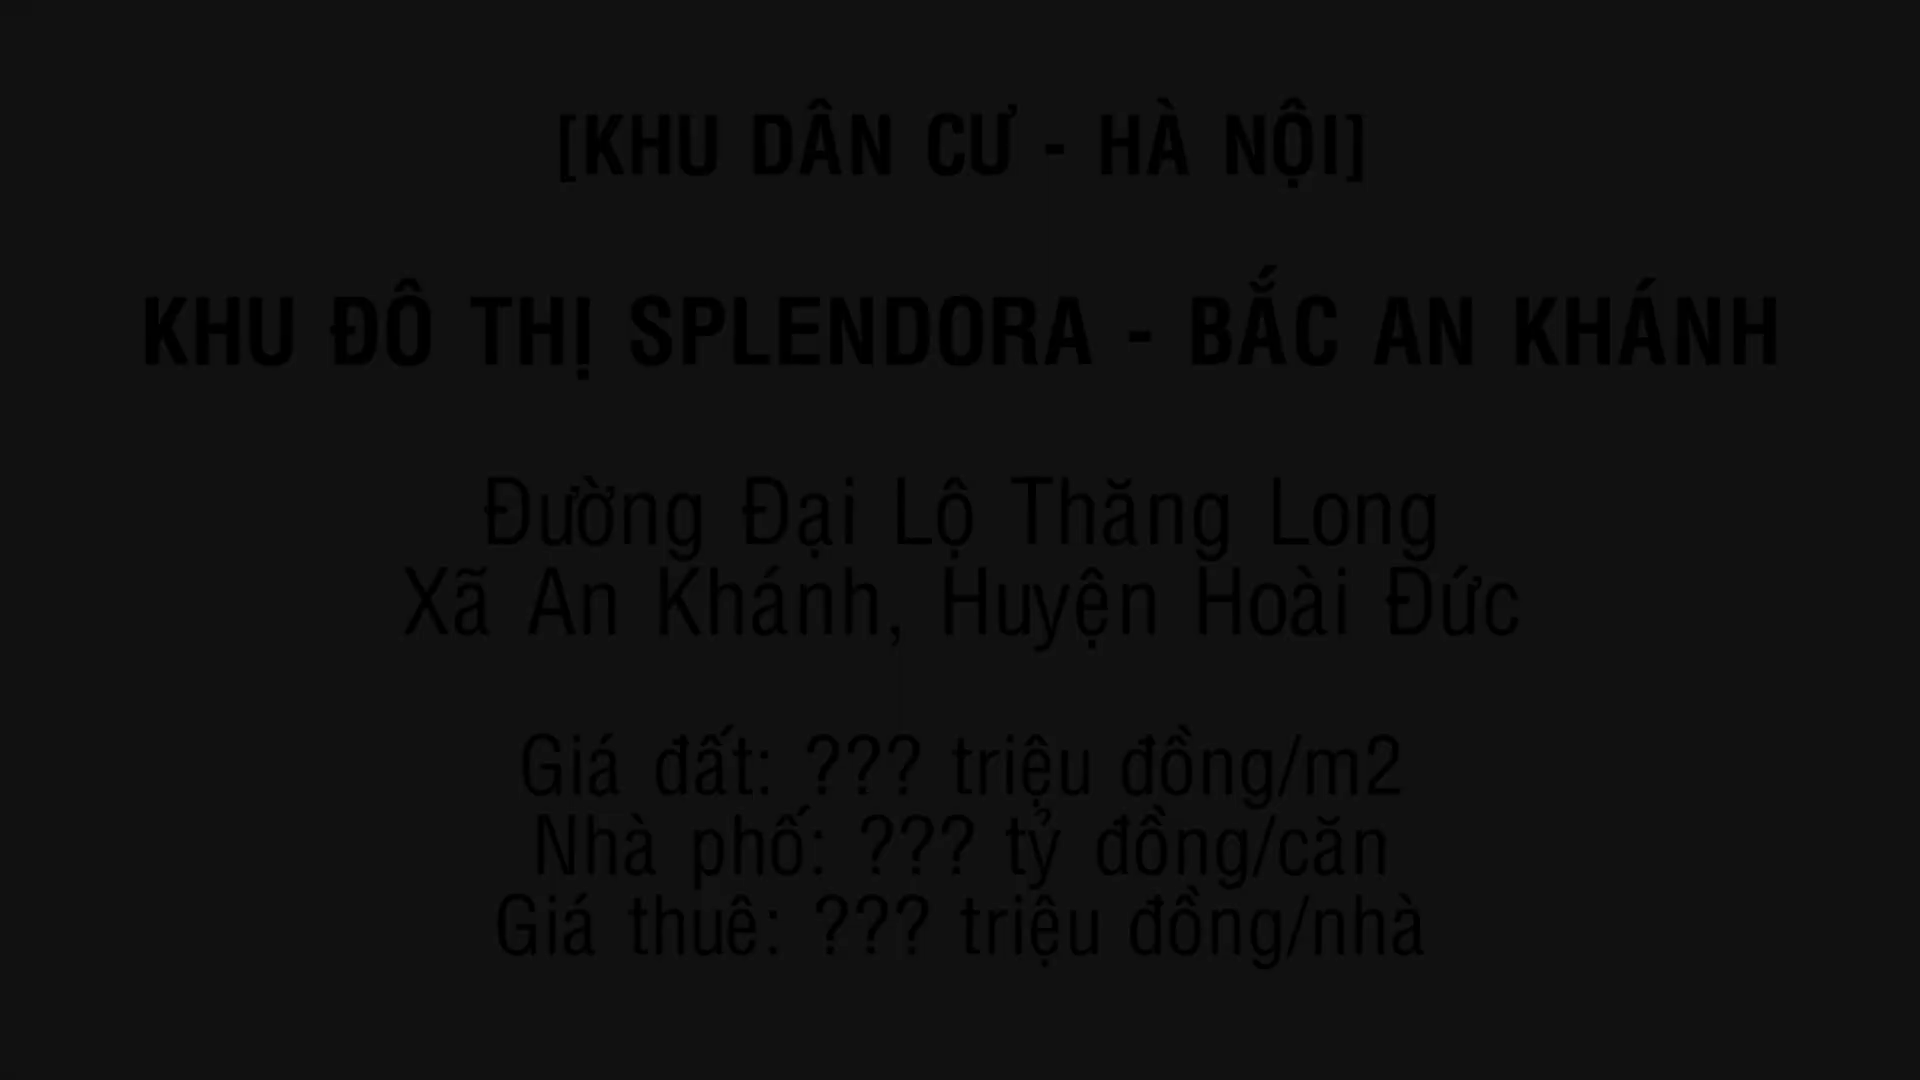 [KHU DÂN CƯ - HÀ NỘI]
KHU ĐÔ THỊ SPLENDORA - BẮC AN KHÁNH
Đường Đại Lộ Thăng Long
Xã An Khánh, Huyện Hoài Đức
Giá đất: ??? triệu đồng/m2
Nhà phố: ??? tỷ đồng/căn
Giá thuê: ??? triệu đồng/nhà